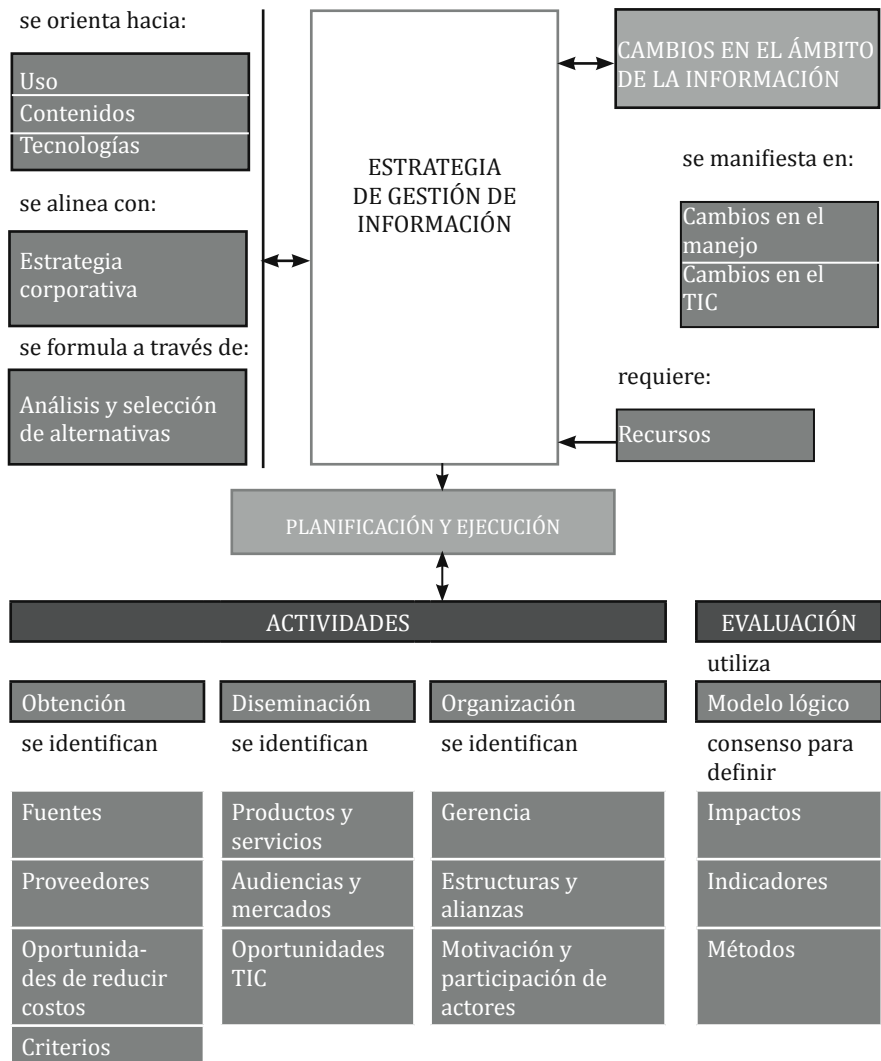 se orienta hacia:
Uso
Contenidos
Tecnologías
se alinea con:
Estrategia
corporativa
se formula a través de:
Análisis y selección
de alternativas
ESTRATEGIA
DE GESTIÓN DE
INFORMACIÓN
CAMBIOS EN EL ÁMBITO
DE LA INFORMACIÓN
se manifiesta en:
Cambios en el
manejo
Cambios en el
TIC
requiere:
Recursos
PLANIFICACIÓN Y EJECUCIÓN
ACTIVIDADES
Obtención
se identifican
Fuentes
Proveedores
Oportunida-
des de reducir
costos
Criterios
Diseminación
se identifican
Productos y
servicios
Audiencias y
mercados
Oportunidades
TIC
Organización
se identifican
Gerencia
Estructuras y
alianzas
Motivación y
participación de
actores
EVALUACIÓN
utiliza
Modelo lógico
consenso para
definir
Impactos
Indicadores
Métodos